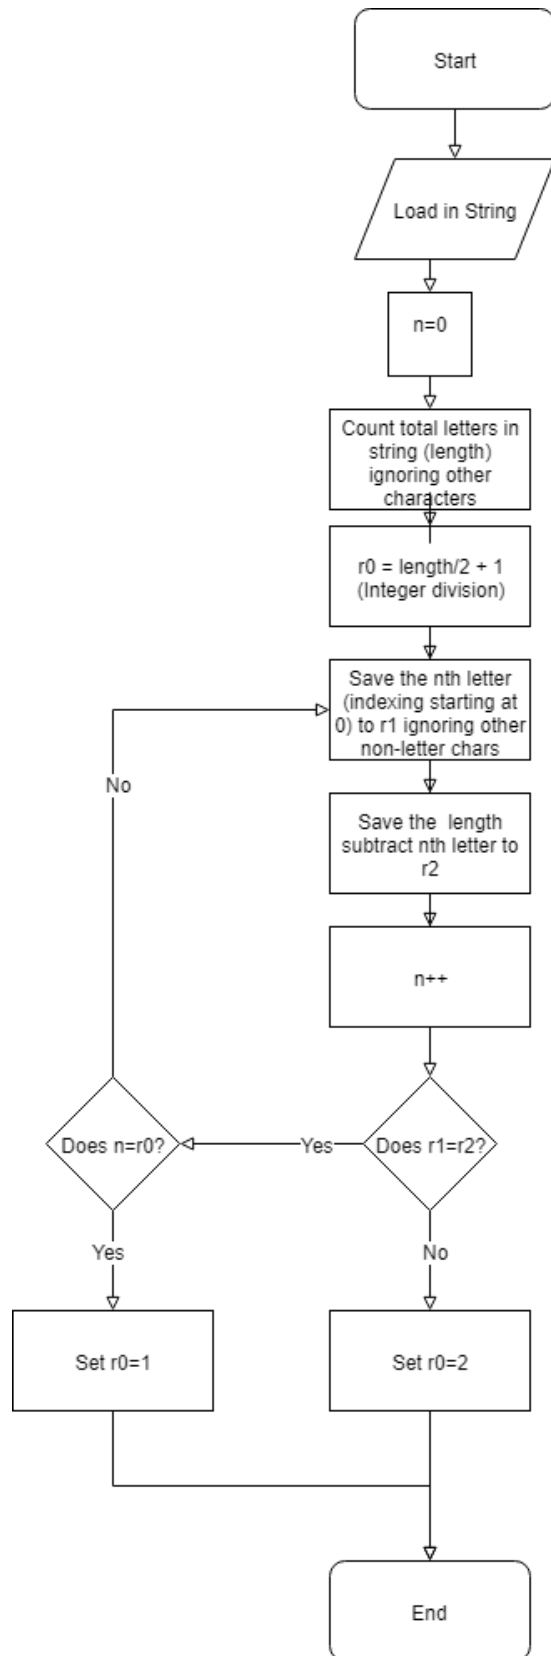 Start
Load in String
n=0
Count total letters in
string (length)
ignoring other
characters
r0 = length/2 + 1
(Integer division)
Save the nth letter
(indexing starting at
0) to r1 ignoring other
non-letter chars
No
Save the length
subtract nth letter to
r2
n++
Does n=r0?
Yes
Does r1=r2?
Yes
No
Set r0=1
Set r0=2
End